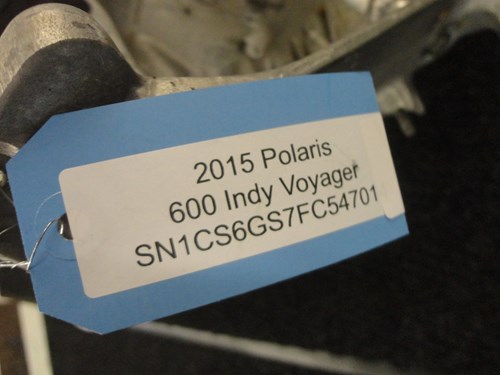 2015 Polaris
600 Indy Voyager
SN1CS6GS7FC54701